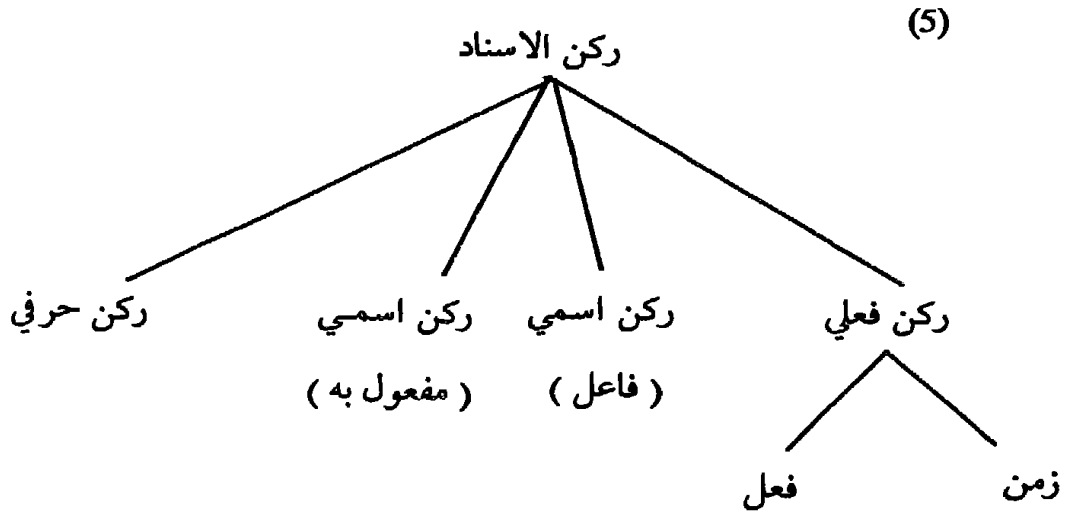 (5)
ركن الاسناد
ركن فعلي ركن اسمي ركن اسمي ركن حرفي
( فاعل ) ( مفعول به )
زمن فعل